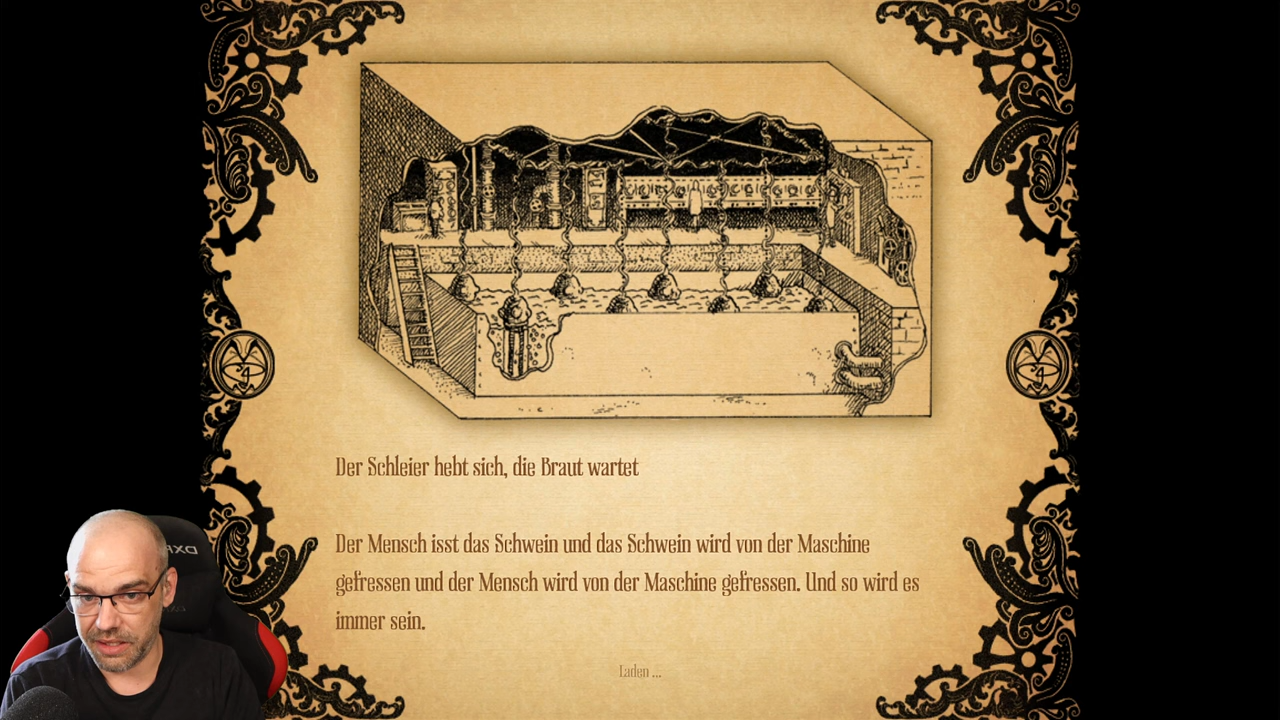 Der Schleier hebt sich, die Braut wartet
Der Mensch isst das Schwein und das Schwein wird von der Maschine
gefressen und der Mensch wird von der Maschine gefressen. Und so wird es
immer sein.
Laden ...